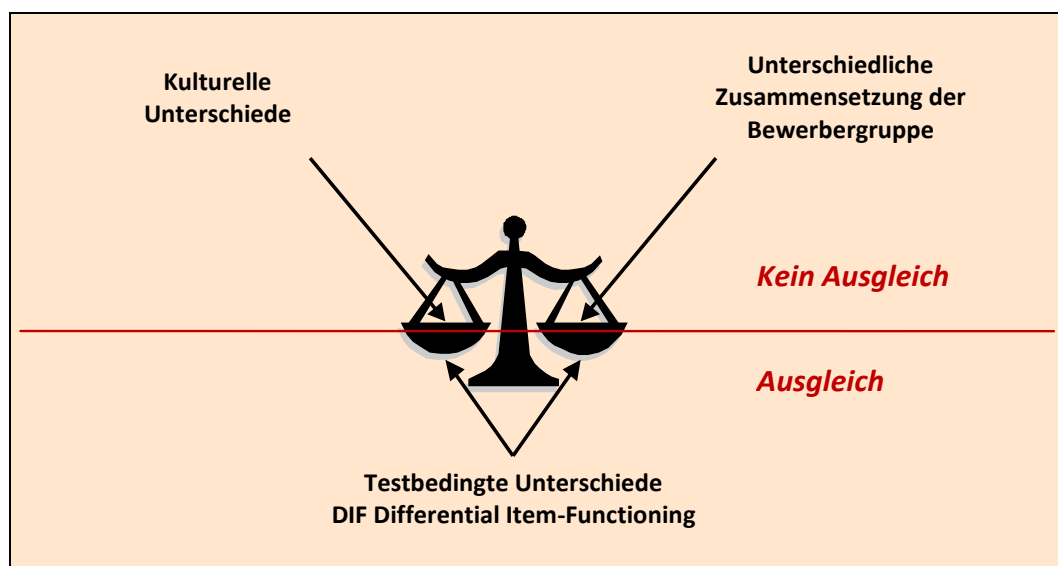 Kulturelle
Unterschiede
Unterschiedliche
Zusammensetzung der
Bewerbergruppe
Kein Ausgleich
Ausgleich
Testbedingte Unterschiede
DIF Differential Item-Functioning